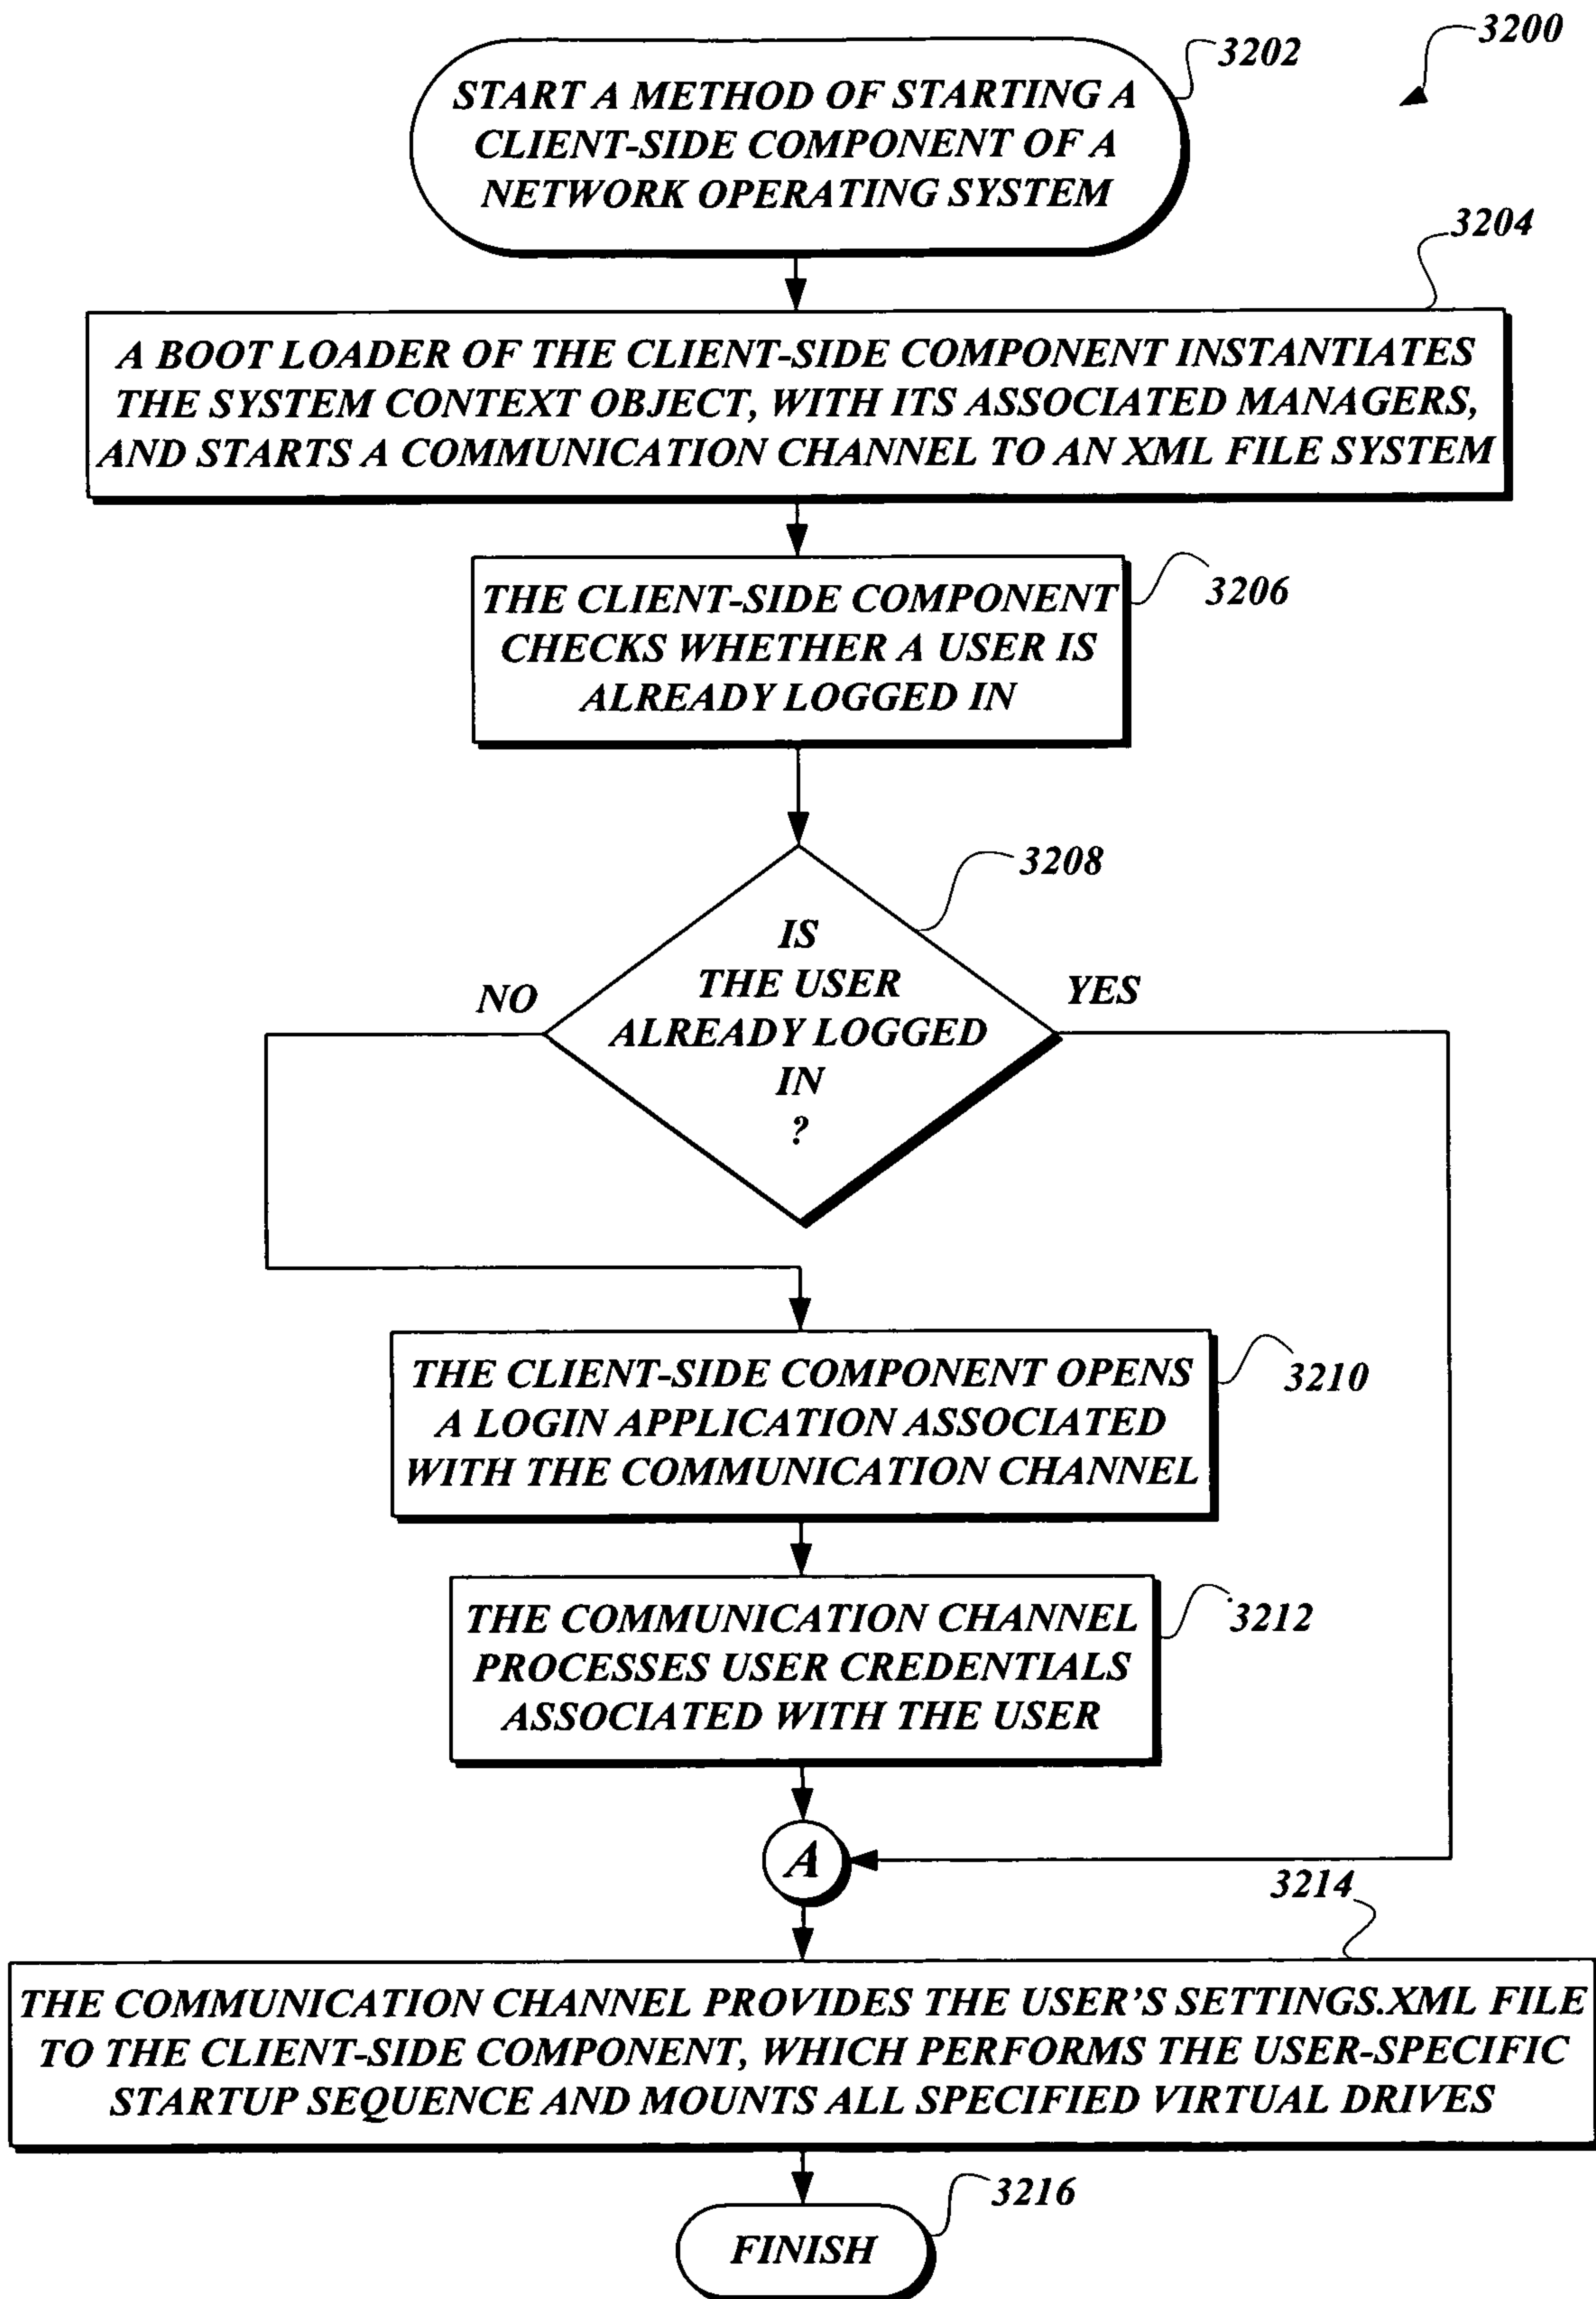 3200
3202
START A METHOD OF STARTING A
CLIENT-SIDE COMPONENT OF A
NETWORK OPERATING SYSTEM
3204
A BOOT LOADER OF THE CLIENT-SIDE COMPONENT INSTANTIATES
THE SYSTEM CONTEXT OBJECT, WITH ITS ASSOCIATED MANAGERS,
AND STARTS A COMMUNICATION CHANNEL TO AN XML FILE SYSTEM
3206
THE CLIENT-SIDE COMPONENT
CHECKS WHETHER A USER IS
ALREADY LOGGED IN
3208
IS
THE USER
ALREADY LOGGED
IN
?
NO
YES
3210
THE CLIENT-SIDE COMPONENT OPENS
A LOGIN APPLICATION ASSOCIATED
WITH THE COMMUNICATION CHANNEL
3212
THE COMMUNICATION CHANNEL
PROCESSES USER CREDENTIALS
ASSOCIATED WITH THE USER
A
3214
THE COMMUNICATION CHANNEL PROVIDES THE USER'S SETTINGS.XML FILE
TO THE CLIENT-SIDE COMPONENT, WHICH PERFORMS THE USER-SPECIFIC
STARTUP SEQUENCE AND MOUNTS ALL SPECIFIED VIRTUAL DRIVES
3216
FINISH